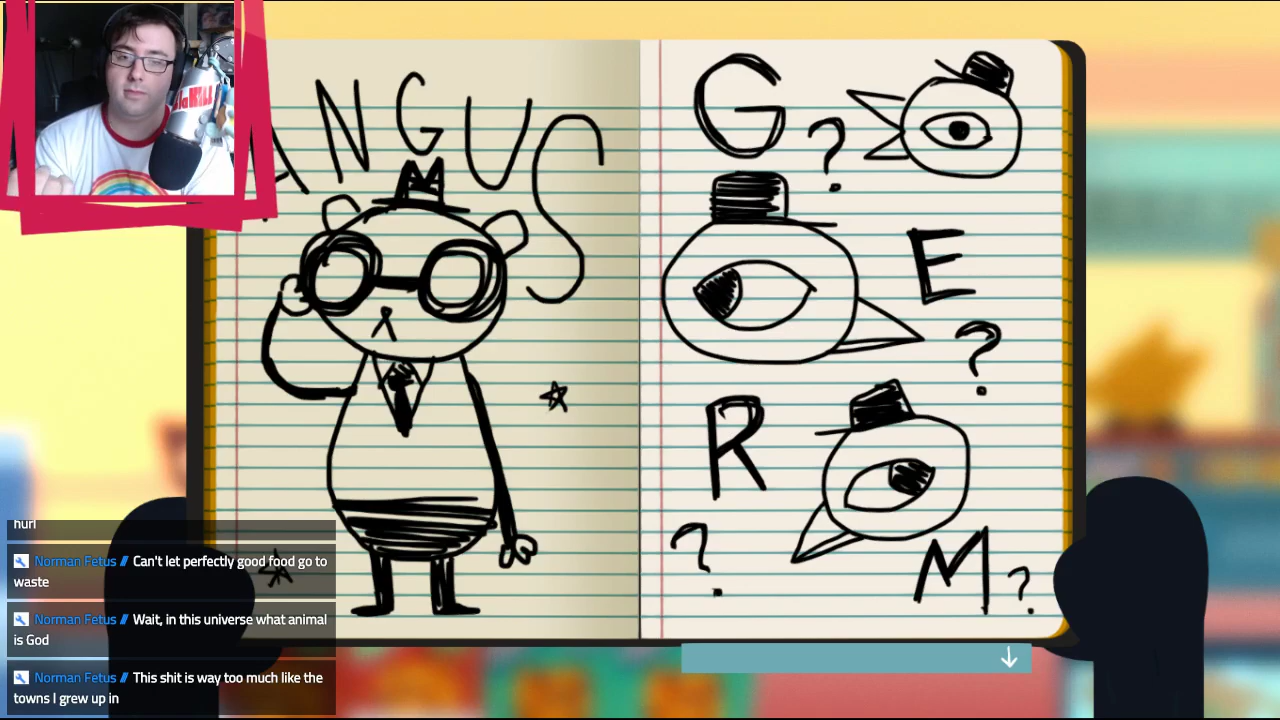 ANGUS
G ?
E ?
R ?
M ?
KILL
hurl
Norman Fetus // Can't let perfectly good food go to
waste
Norman Fetus // Wait, in this universe what animal
is God
Norman Fetus // This shit is way too much like the
towns I grew up in